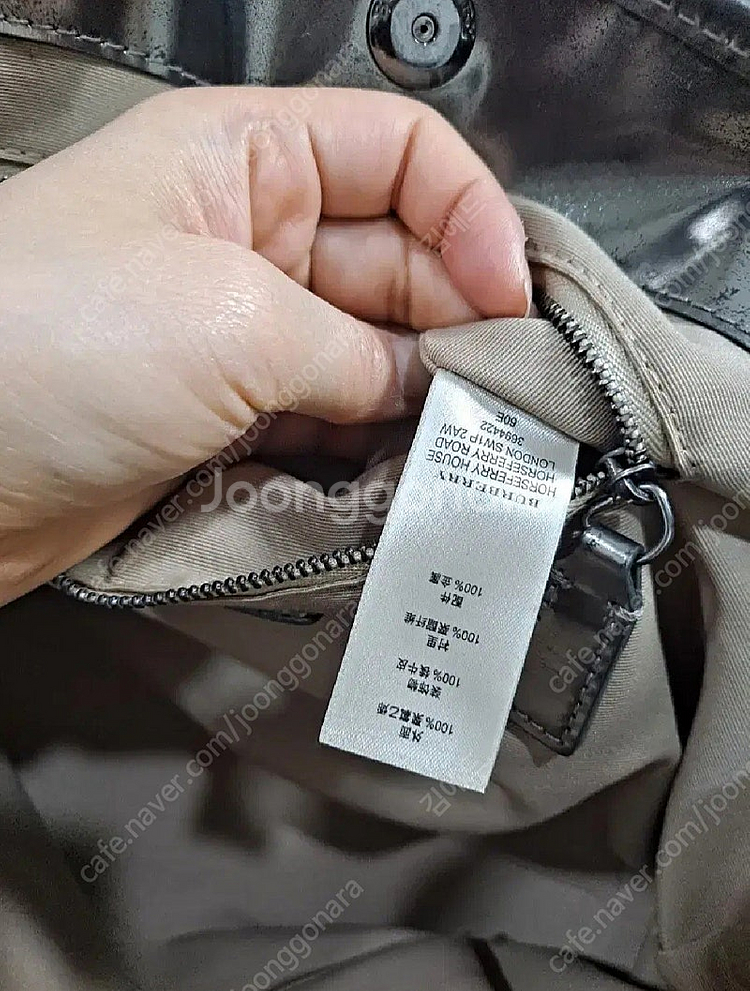 外面
100% 聚氯乙烯
装饰物
100% 绵牛皮
衬里
100% 聚酯纤维
配件
100% 金属
BURBERRY
HORSEFERRY HOUSE
HORSEFERRY ROAD
LONDON SW1P 2AW
3694422
60E
Joonggonara
cafe.naver.com/joonggonara